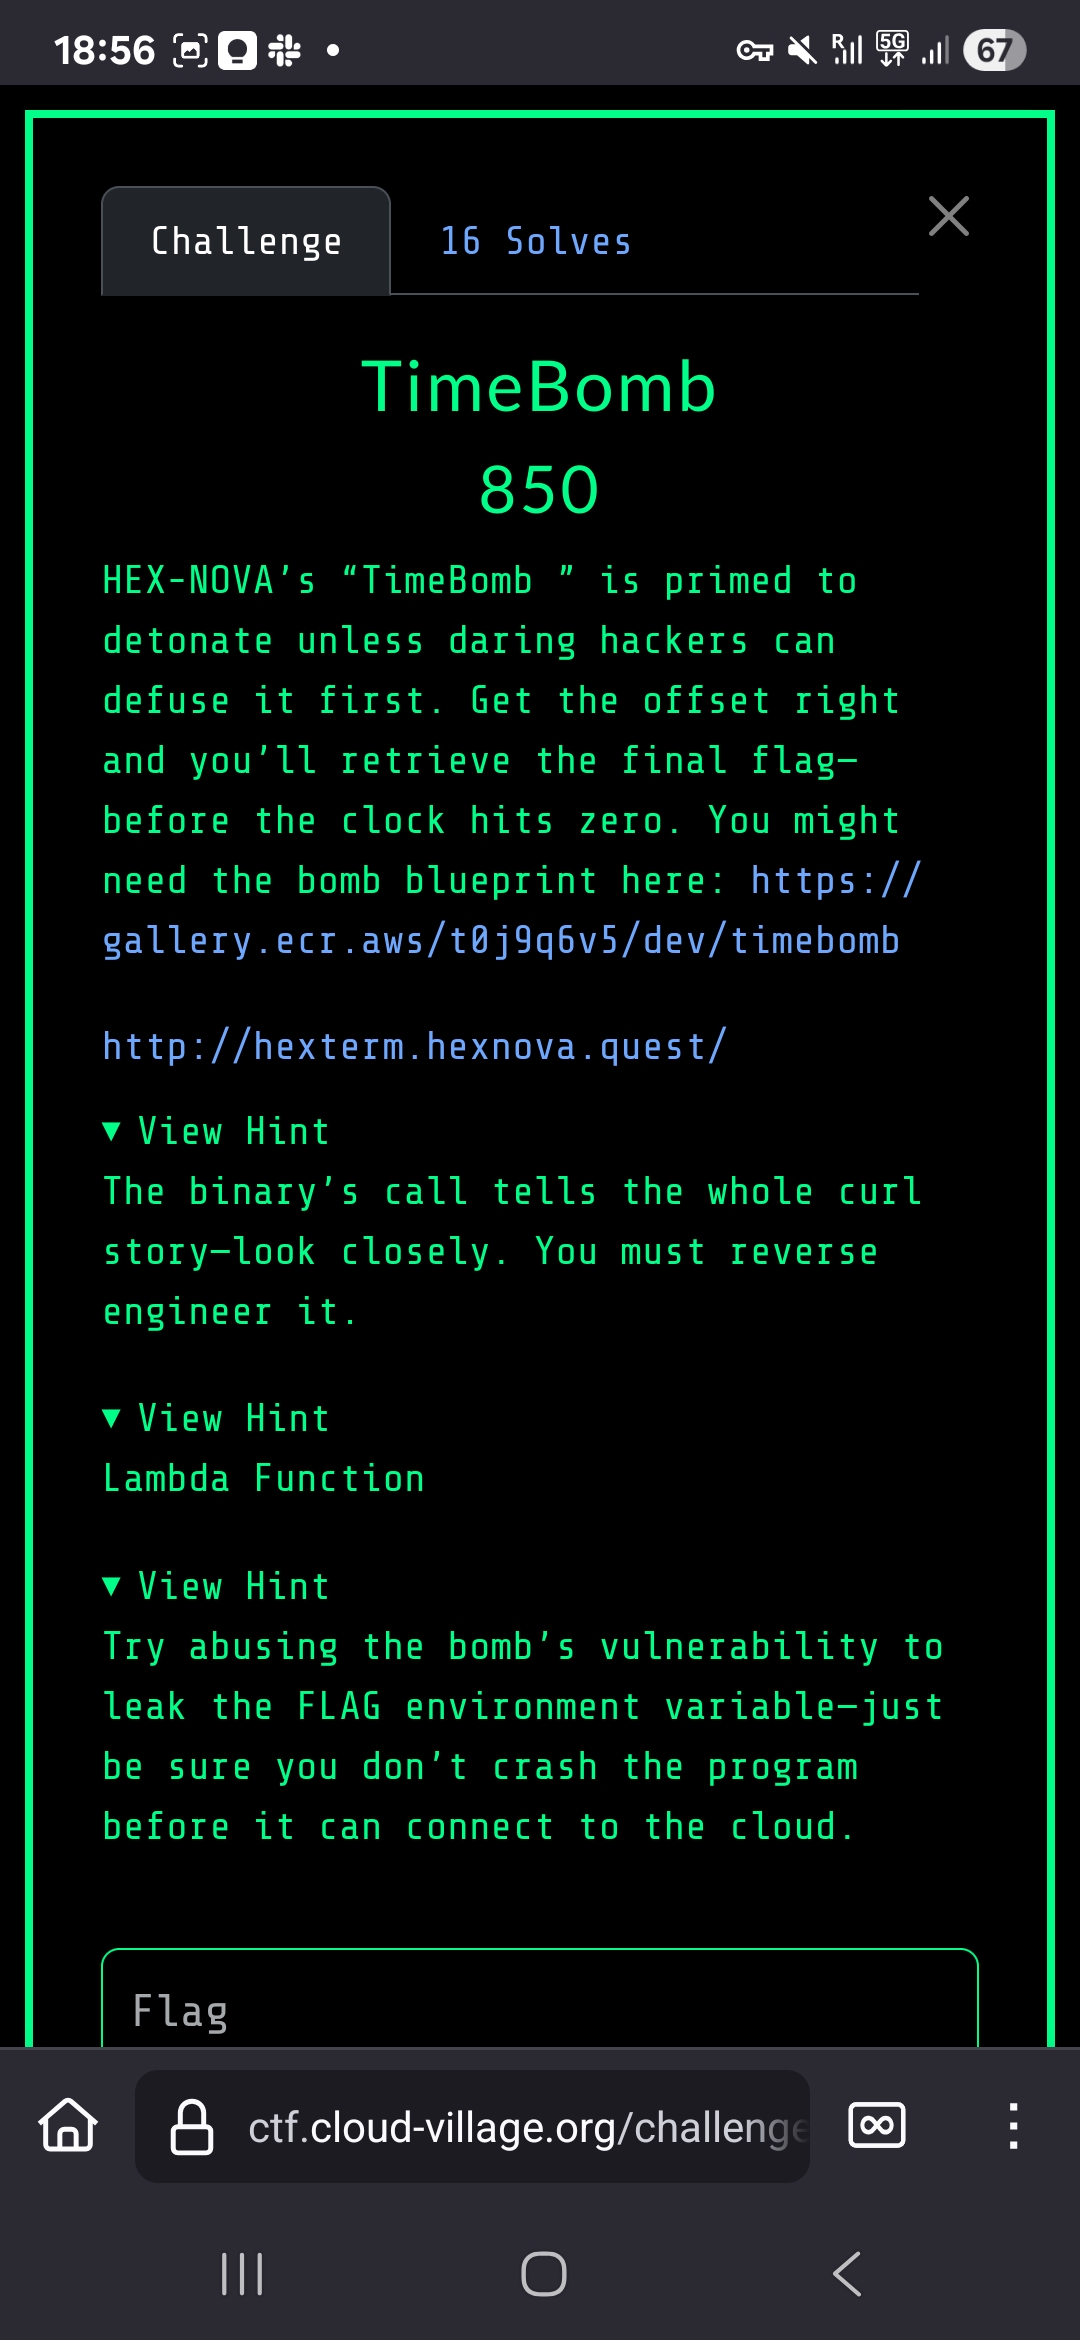 18:56
R 5G 67
Challenge
16 Solves
TimeBomb
850
HEX-NOVA’s “TimeBomb ” is primed to
detonate unless daring hackers can
defuse it first. Get the offset right
and you’ll retrieve the final flag—
before the clock hits zero. You might
need the bomb blueprint here: https://
gallery.ecr.aws/t0j9q6v5/dev/timebomb
http://hexterm.hexnova.quest/
▼ View Hint
The binary’s call tells the whole curl
story—look closely. You must reverse
engineer it.
▼ View Hint
Lambda Function
▼ View Hint
Try abusing the bomb’s vulnerability to
leak the FLAG environment variable—just
be sure you don’t crash the program
before it can connect to the cloud.
Flag
ctf.cloud-village.org/challenge